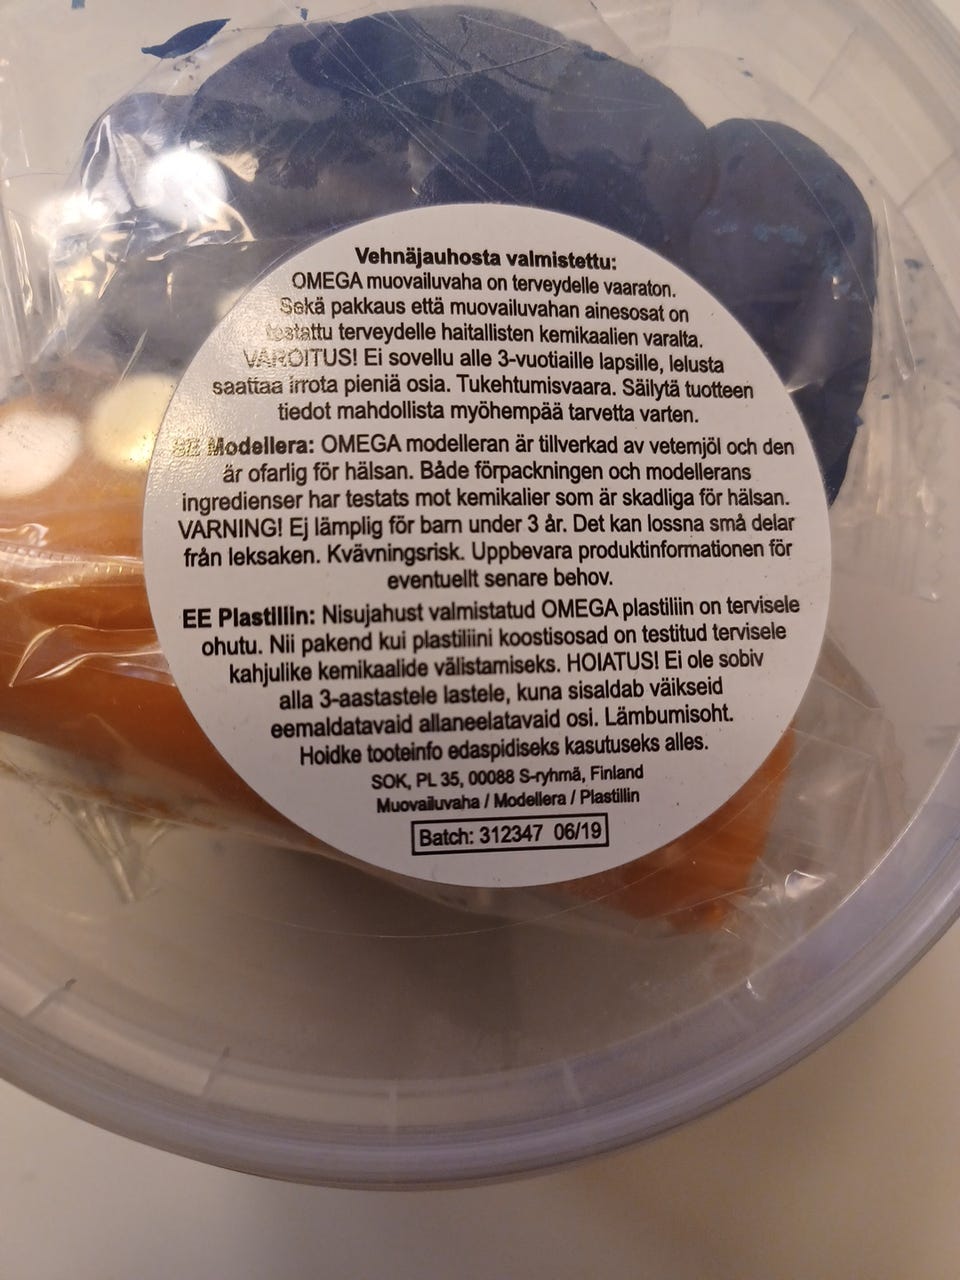 Vehnäjauhosta valmistettu:
OMEGA muovailuvaha on terveydelle vaaraton.
Sekä pakkaus että muovailuvahan ainesosat on
testattu terveydelle haitallisten kemikaalien varalta.
VAROITUS! Ei sovellu alle 3-vuotiaille lapsille, lelusta
saattaa irrota pieniä osia. Tukehtumisvaara. Säilytä tuotteen
tiedot mahdollista myöhempää tarvetta varten.
SE Modellera: OMEGA modelleran är tillverkad av vetemjöl och den
är ofarlig för hälsan. Både förpackningen och modellerans
ingredienser har testats mot kemikalier som är skadliga för hälsan.
VARNING! Ej lämplig för barn under 3 år. Det kan lossna små delar
från leksaken. Kvävningsrisk. Uppbevara produktinformationen för
eventuellt senare behov.
EE Plastiliin: Nisujahust valmistatud OMEGA plastiliin on tervisele
ohutu. Nii pakend kui plastiliini koostisosad on testitud tervisele
kahjulike kemikaalide välistamiseks. HOIATUS! Ei ole sobiv
alla 3-aastastele lastele, kuna sisaldab väikseid
eemaldatavaid allaneelatavaid osi. Lämbumisoht.
Hoidke tooteinfo edaspidiseks kasutuseks alles.
SOK, PL 35, 00088 S-ryhmä, Finland
Muovailuvaha / Modellera / Plastillin
Batch: 312347 06/19